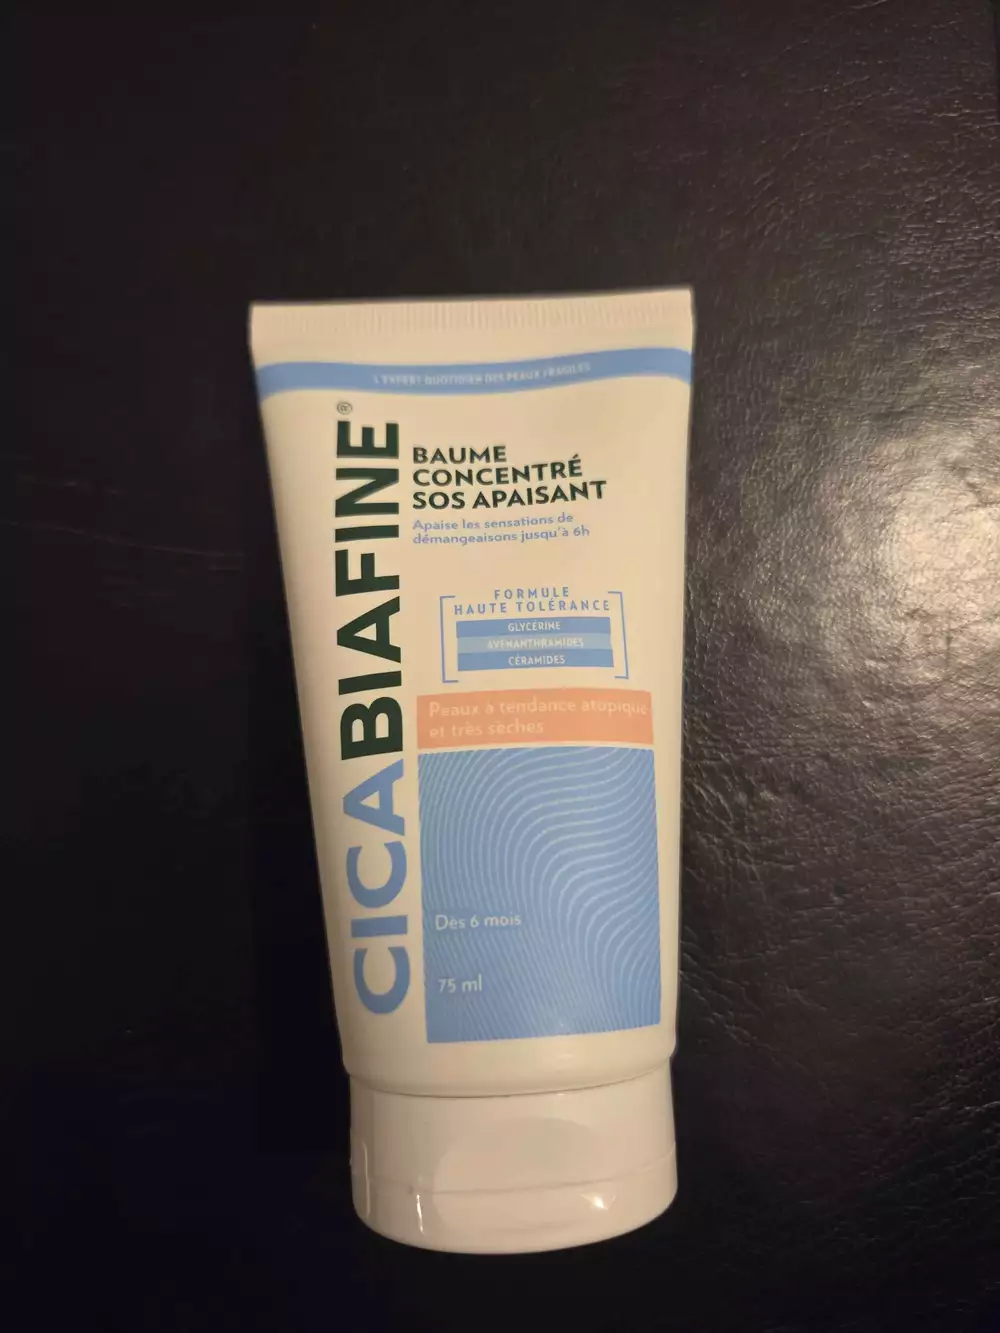 L'EXPERT QUOTIDIEN DES PEAUX FRAGILES
CICABIAFINE®
BAUME
CONCENTRÉ
SOS APAISANT
Apaise les sensations de
démangeaisons jusqu'à 6h
FORMULE
HAUTE TOLÉRANCE
GLYCÉRINE
AVENANTHRAMIDES
CÉRAMIDES
Peaux à tendance atopique
et très sèches
Dès 6 mois
75 ml